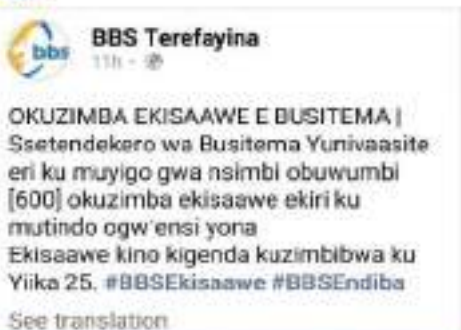 bbs
BBS Terefayina
11h ·
OKUZIMBA EKISAAWE E BUSITEMA |
Ssetendekero wa Busitema Yunivaasite
eri ku muyigo gwa nsimbi obuwumbi
[600] okuzimba ekisaawe ekiri ku
mutindo ogw'ensi yona
Ekisaawe kino kigenda kuzimbibwa ku
Yiika 25. #BBSEkisaawe #BBSEndiba
See translation